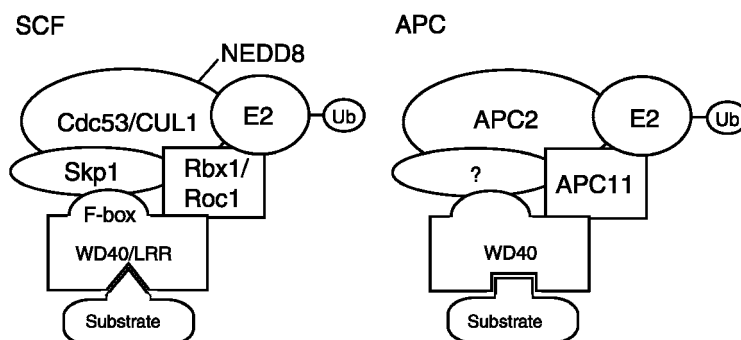 SCF
NEDD8
Cdc53/CUL1
E2
Ub
Skp1
Rbx1/
Roc1
F-box
WD40/LRR
Substrate
APC
APC2
E2
Ub
?
APC11
WD40
Substrate